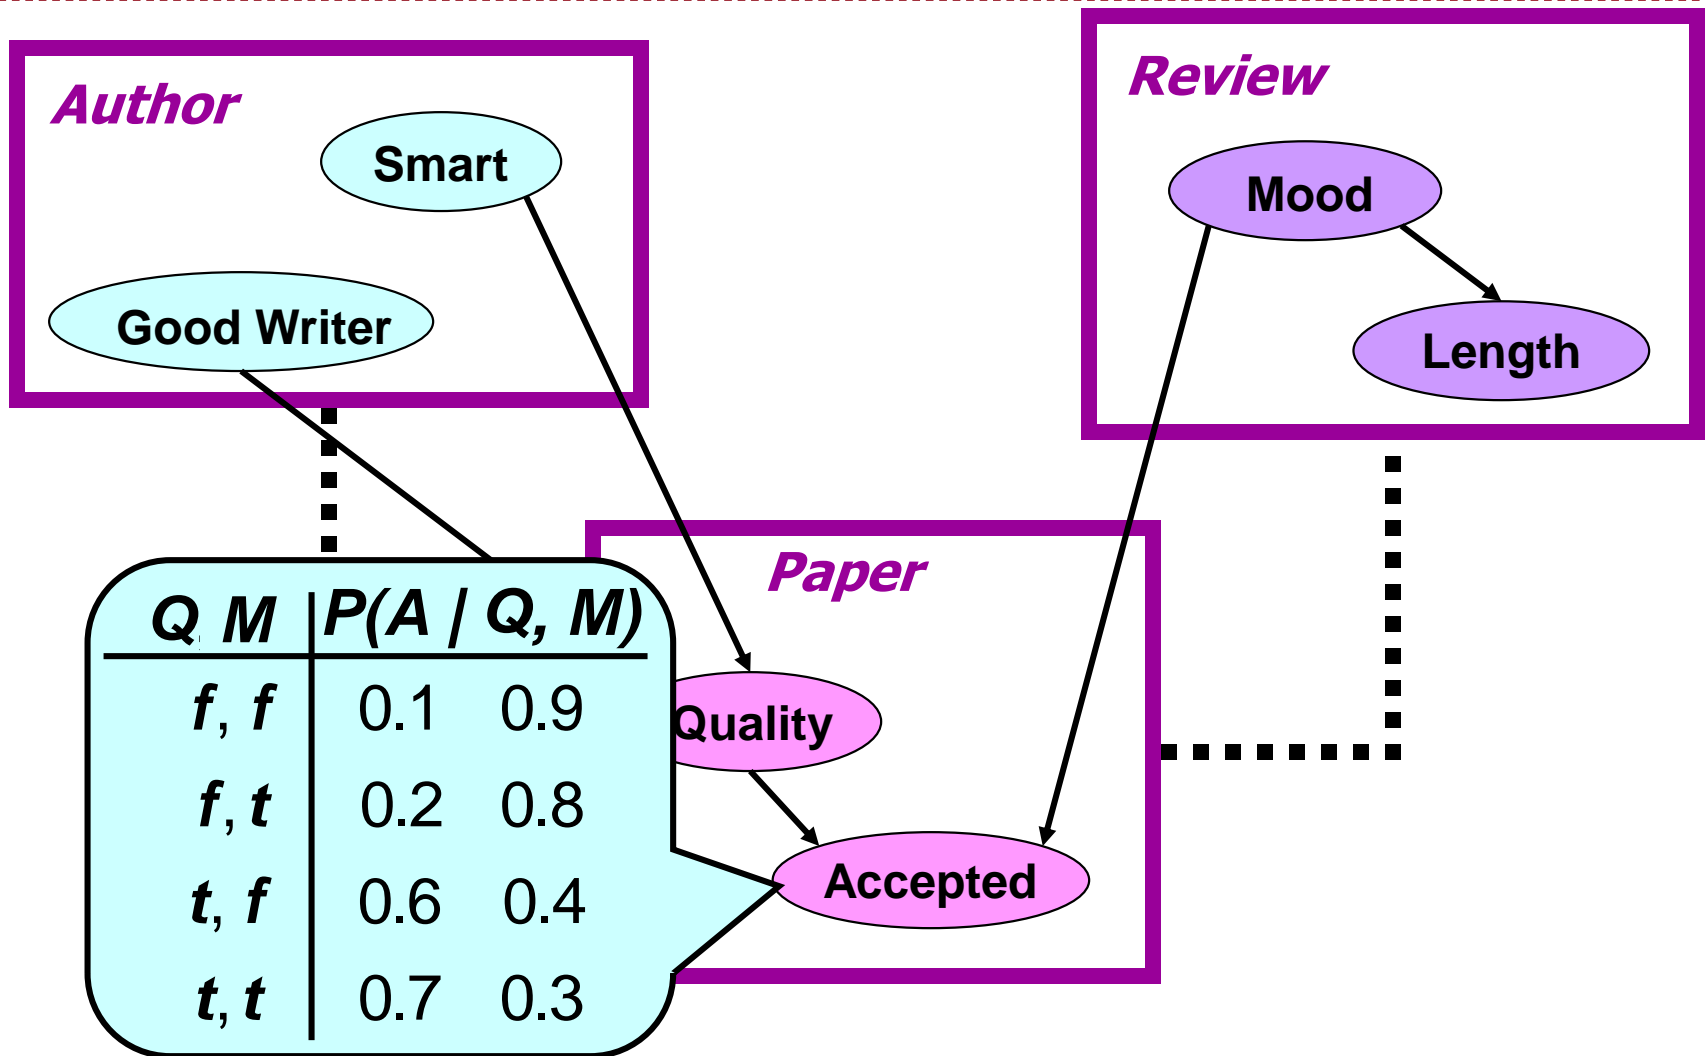 Author
Smart
Good Writer
Review
Mood
Length
Paper
Quality
Accepted
Q, M P(A | Q, M)
f, f 0.1 0.9
f, t 0.2 0.8
t, f 0.6 0.4
t, t 0.7 0.3